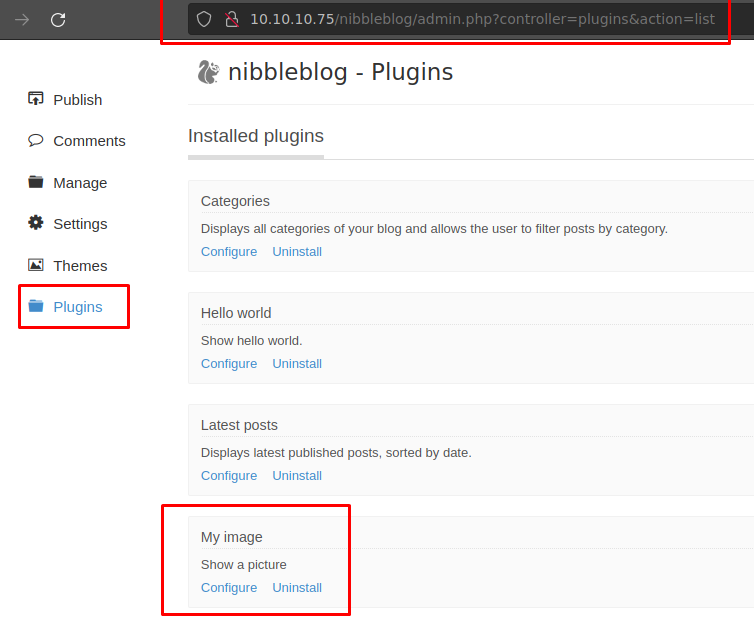 10.10.10.75/nibbleblog/admin.php?controller=plugins&action=list
nibbleblog - Plugins
Publish
Comments
Manage
Settings
Themes
Plugins
Installed plugins
Categories
Displays all categories of your blog and allows the user to filter posts by category.
Configure Uninstall
Hello world
Show hello world.
Configure Uninstall
Latest posts
Displays latest published posts, sorted by date.
Configure Uninstall
My image
Show a picture
Configure Uninstall